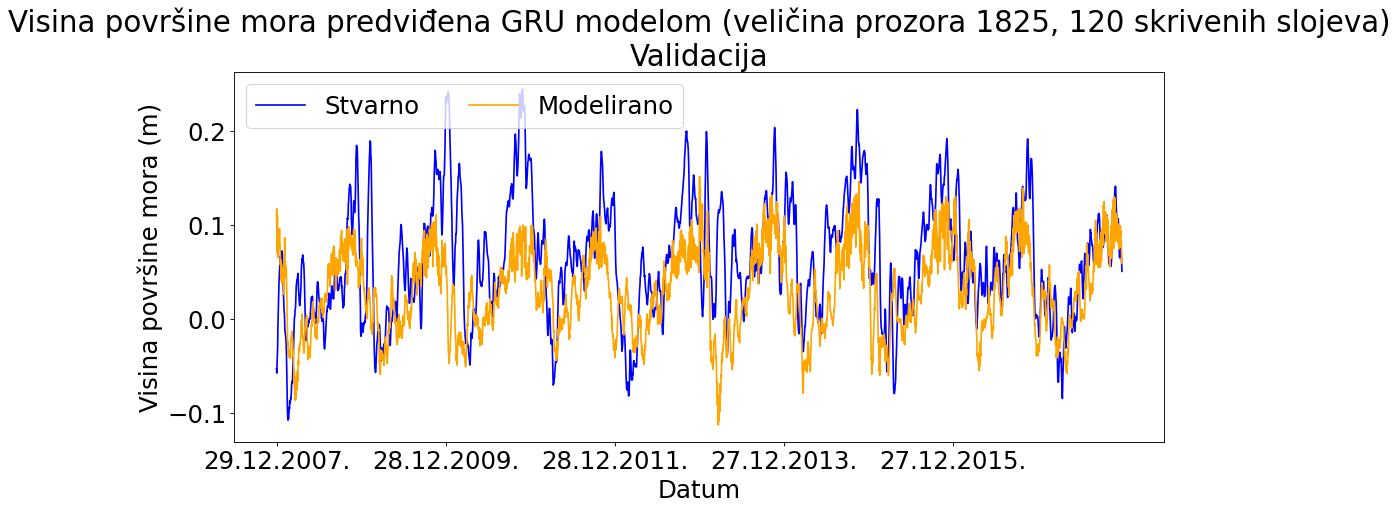 Visina površine mora predviđena GRU modelom (veličina prozora 1825, 120 skrivenih slojeva)
Validacija
Stvarno Modelirano
Visina površine mora (m)
0.2
0.1
0.0
−0.1
29.12.2007. 28.12.2009. 28.12.2011. 27.12.2013. 27.12.2015.
Datum